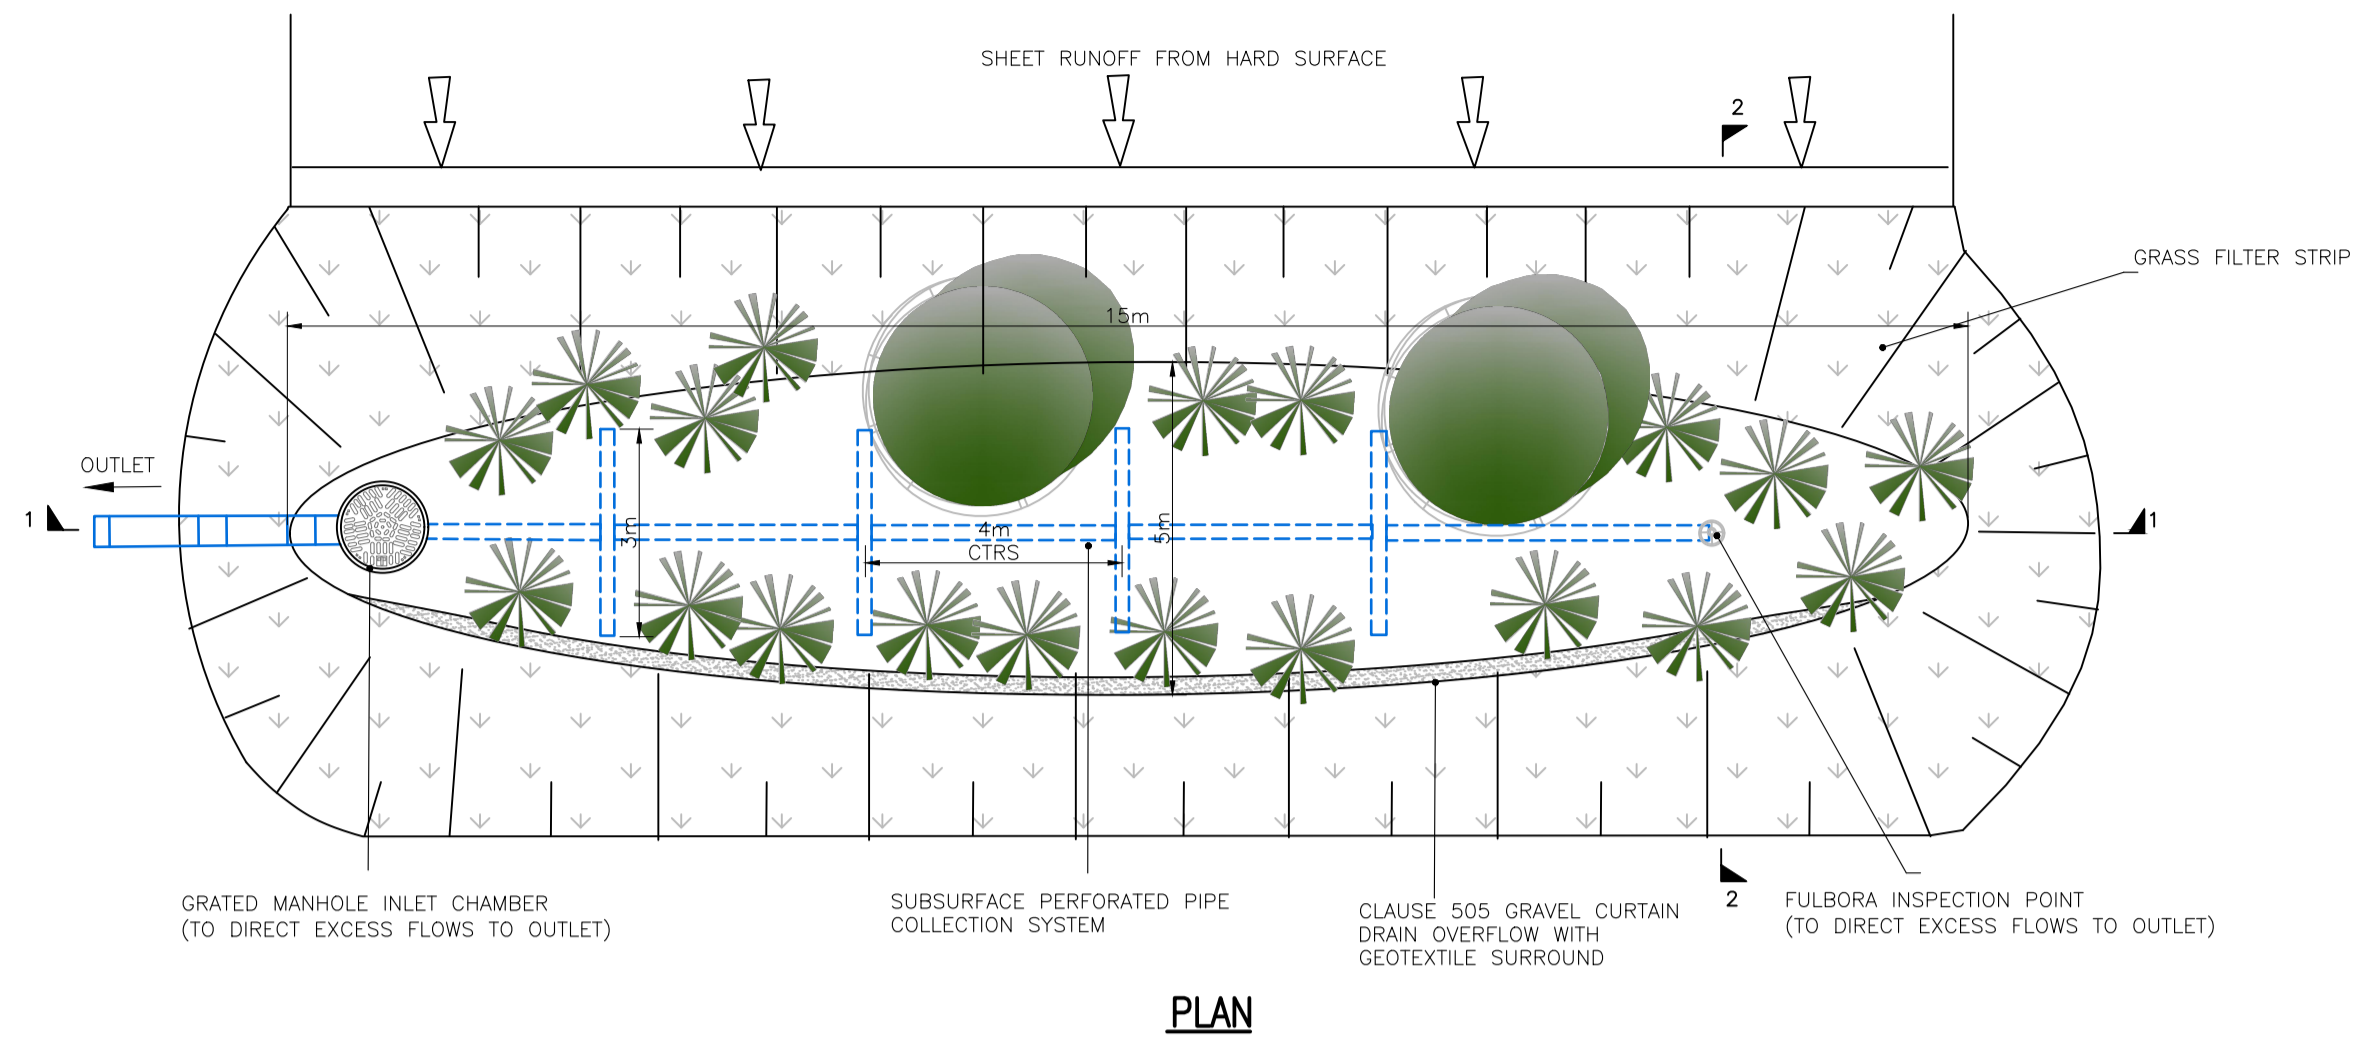 SHEET RUNOFF FROM HARD SURFACE
2
GRASS FILTER STRIP
15m
OUTLET
1
3m
4m
CTRS
5m
1
GRATED MANHOLE INLET CHAMBER
(TO DIRECT EXCESS FLOWS TO OUTLET)
SUBSURFACE PERFORATED PIPE
COLLECTION SYSTEM
CLAUSE 505 GRAVEL CURTAIN
DRAIN OVERFLOW WITH
GEOTEXTILE SURROUND
2
FULBORA INSPECTION POINT
(TO DIRECT EXCESS FLOWS TO OUTLET)
PLAN